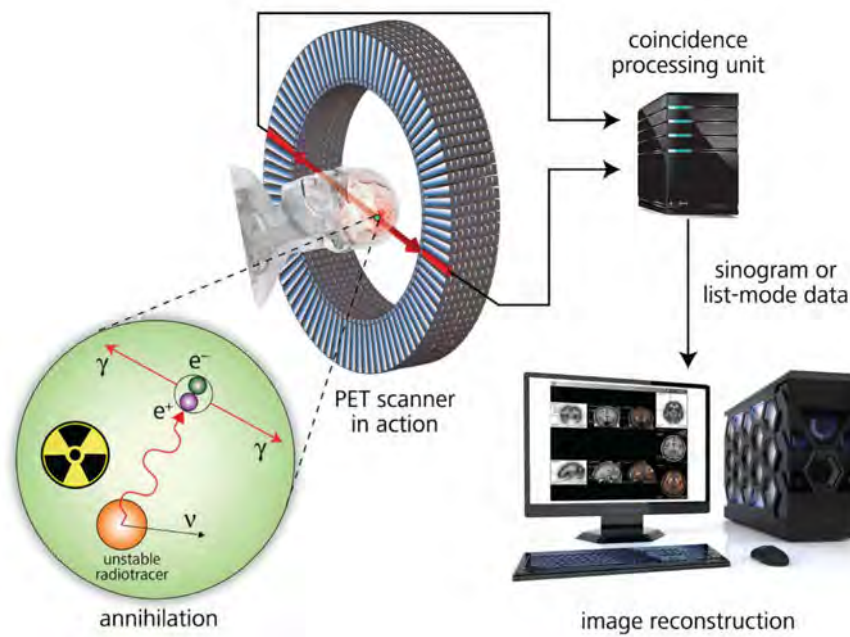 coincidence
processing unit
sinogram or
list-mode data
PET scanner
in action
γ
e⁻
e⁺
γ
ν
unstable
radiotracer
annihilation
image reconstruction